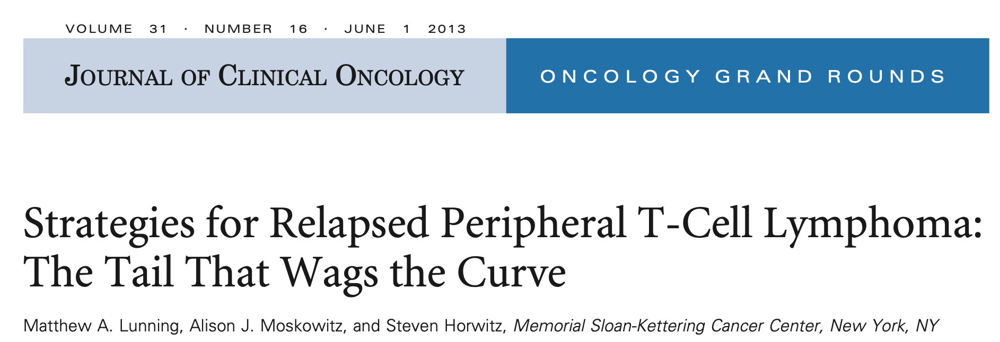 VOLUME 31 · NUMBER 16 · JUNE 1 2013
JOURNAL OF CLINICAL ONCOLOGY
ONCOLOGY GRAND ROUNDS
Strategies for Relapsed Peripheral T-Cell Lymphoma:
The Tail That Wags the Curve
Matthew A. Lunning, Alison J. Moskowitz, and Steven Horwitz, Memorial Sloan-Kettering Cancer Center, New York, NY